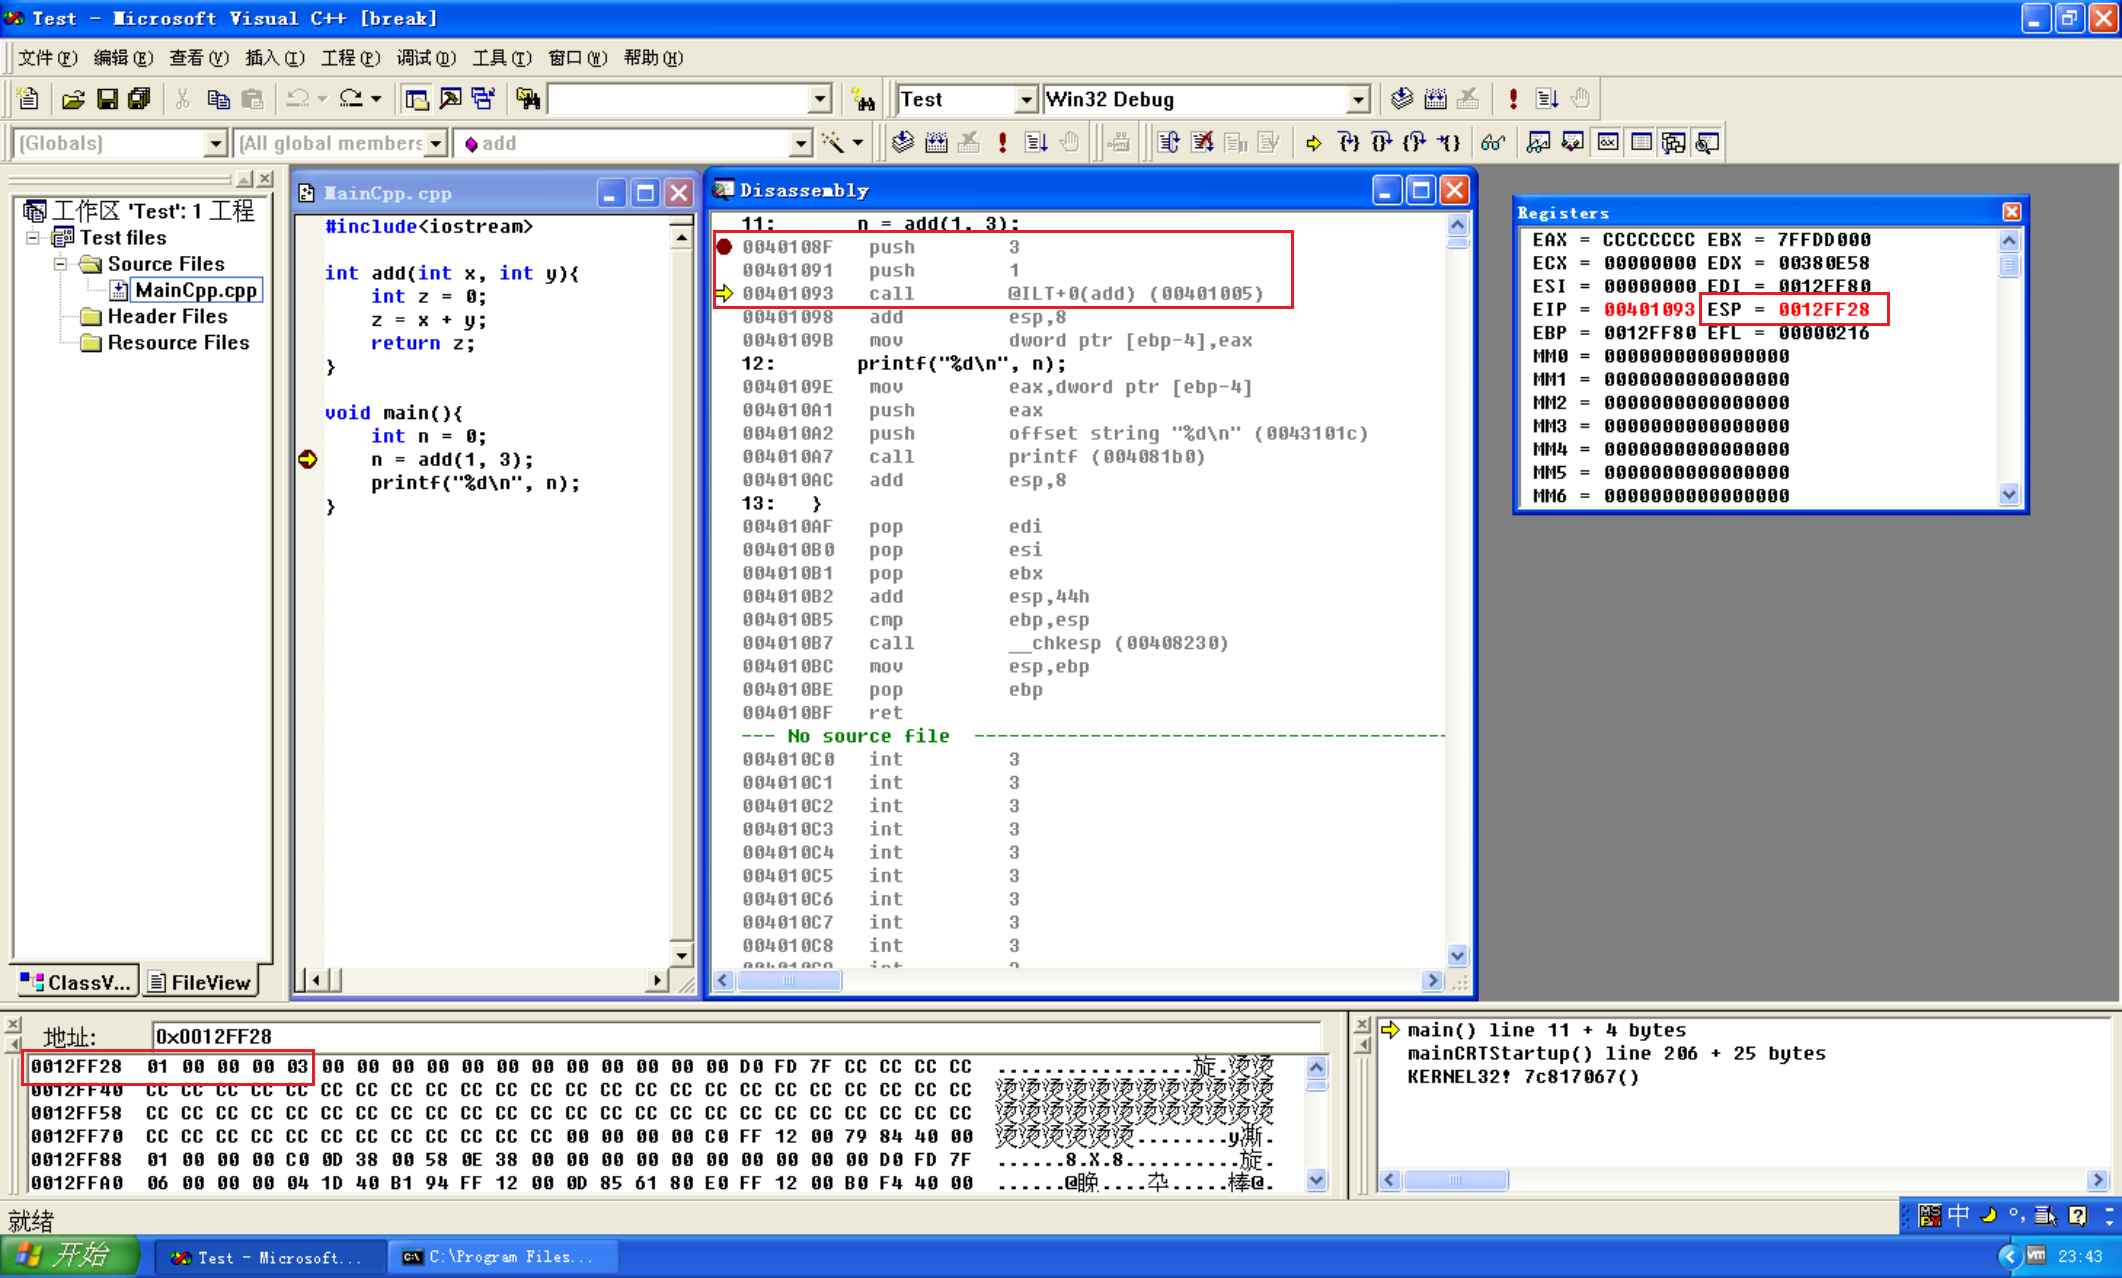 Test - Microsoft Visual C++ [break]
文件(F) 编辑(E) 查看(V) 插入(I) 工程(P) 调试(D) 工具(T) 窗口(W) 帮助(H)
Test
Win32 Debug
(Globals)
(All global members
add
工作区 'Test': 1 工程
Test files
Source Files
MainCpp.cpp
Header Files
Resource Files
ClassV...
FileView
MainCpp.cpp
#include<iostream>
int add(int x, int y){
int z = 0;
z = x + y;
return z;
}
void main(){
int n = 0;
n = add(1, 3);
printf("%d\n", n);
}
Disassembly
11: n = add(1, 3);
0040108F push 3
00401091 push 1
00401093 call @ILT+0(add) (00401005)
00401098 add esp,8
0040109B mov dword ptr [ebp-4],eax
12: printf("%d\n", n);
0040109E mov eax,dword ptr [ebp-4]
004010A1 push eax
004010A2 push offset string "%d\n" (0043101c)
004010A7 call printf (004081b0)
004010AC add esp,8
13: }
004010AF pop edi
004010B0 pop esi
004010B1 pop ebx
004010B2 add esp,44h
004010B5 cmp ebp,esp
004010B7 call __chkesp (00408230)
004010BC mov esp,ebp
004010BE pop ebp
004010BF ret
--- No source file -----------------------------------------
004010C0 int 3
004010C1 int 3
004010C2 int 3
004010C3 int 3
004010C4 int 3
004010C5 int 3
004010C6 int 3
004010C7 int 3
004010C8 int 3
Registers
EAX = CCCCCCCC EBX = 7FFDD000
ECX = 00000000 EDX = 00380E58
ESI = 00000000 EDI = 0012FF80
EIP = 00401093 ESP = 0012FF28
EBP = 0012FF80 EFL = 00000216
MM0 = 0000000000000000
MM1 = 0000000000000000
MM2 = 0000000000000000
MM3 = 0000000000000000
MM4 = 0000000000000000
MM5 = 0000000000000000
MM6 = 0000000000000000
地址: 0x0012FF28
0012FF28 01 00 00 00 03 00 00 00 00 00 00 00 00 00 00 00 00 D0 FD 7F CC CC CC CC .................旋.烫烫
0012FF40 CC CC CC CC CC CC CC CC CC CC CC CC CC CC CC CC CC CC CC CC CC CC CC CC 烫烫烫烫烫烫烫烫烫烫烫烫
0012FF58 CC CC CC CC CC CC CC CC CC CC CC CC CC CC CC CC CC CC CC CC CC CC CC CC 烫烫烫烫烫烫烫烫烫烫烫烫
0012FF70 CC CC CC CC CC CC CC CC CC CC CC CC 00 00 00 00 C0 FF 12 00 79 84 40 00 烫烫烫烫烫烫........y.
0012FF88 01 00 00 00 C0 0D 38 00 58 0E 38 00 00 00 00 00 00 00 00 00 00 D0 FD 7F ......8.X.8..........旋.
0012FFA0 06 00 00 00 04 1D 40 B1 94 FF 12 00 0D 85 61 80 E0 FF 12 00 B0 F4 40 00 ......@.........棒@.
main() line 11 + 4 bytes
mainCRTStartup() line 206 + 25 bytes
KERNEL32! 7c817067()
就绪
中
开始
Test - Microsoft...
C:\Program Files...
23:43